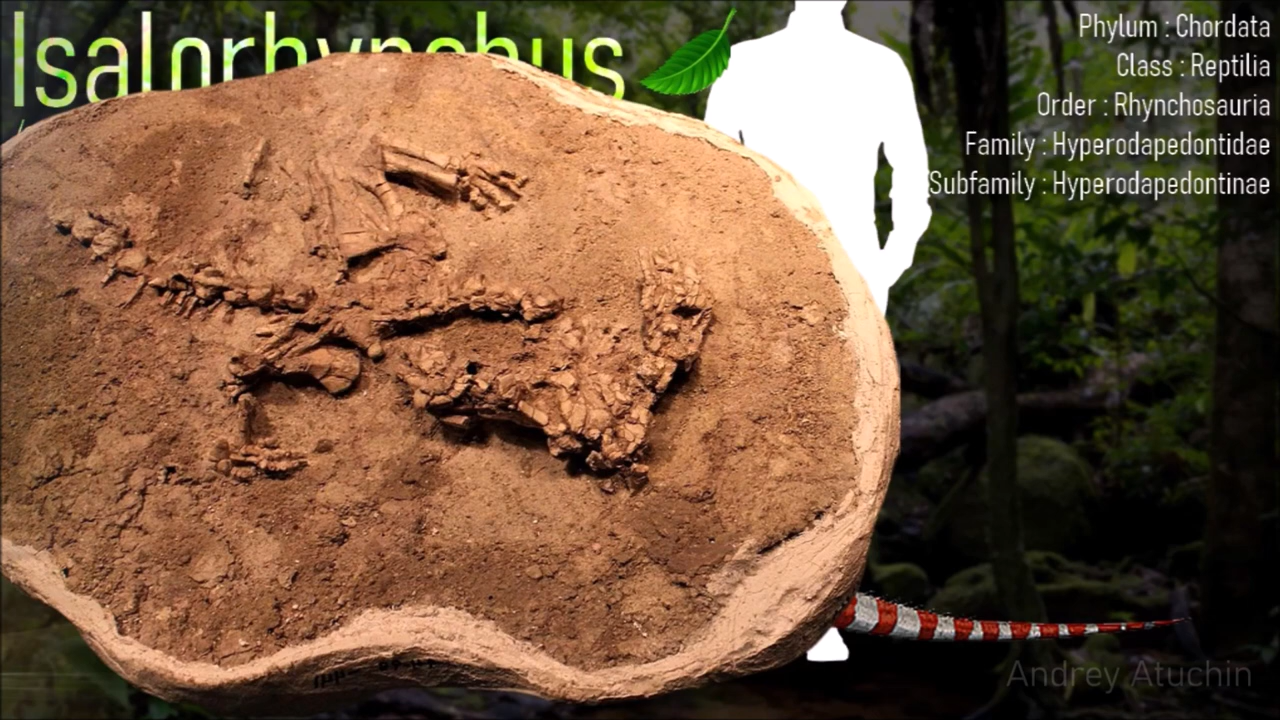 Isalorhynchus
Phylum : Chordata
Class : Reptilia
Order : Rhynchosauria
Family : Hyperodapedontidae
Subfamily : Hyperodapedontinae
Andrey Atuchin